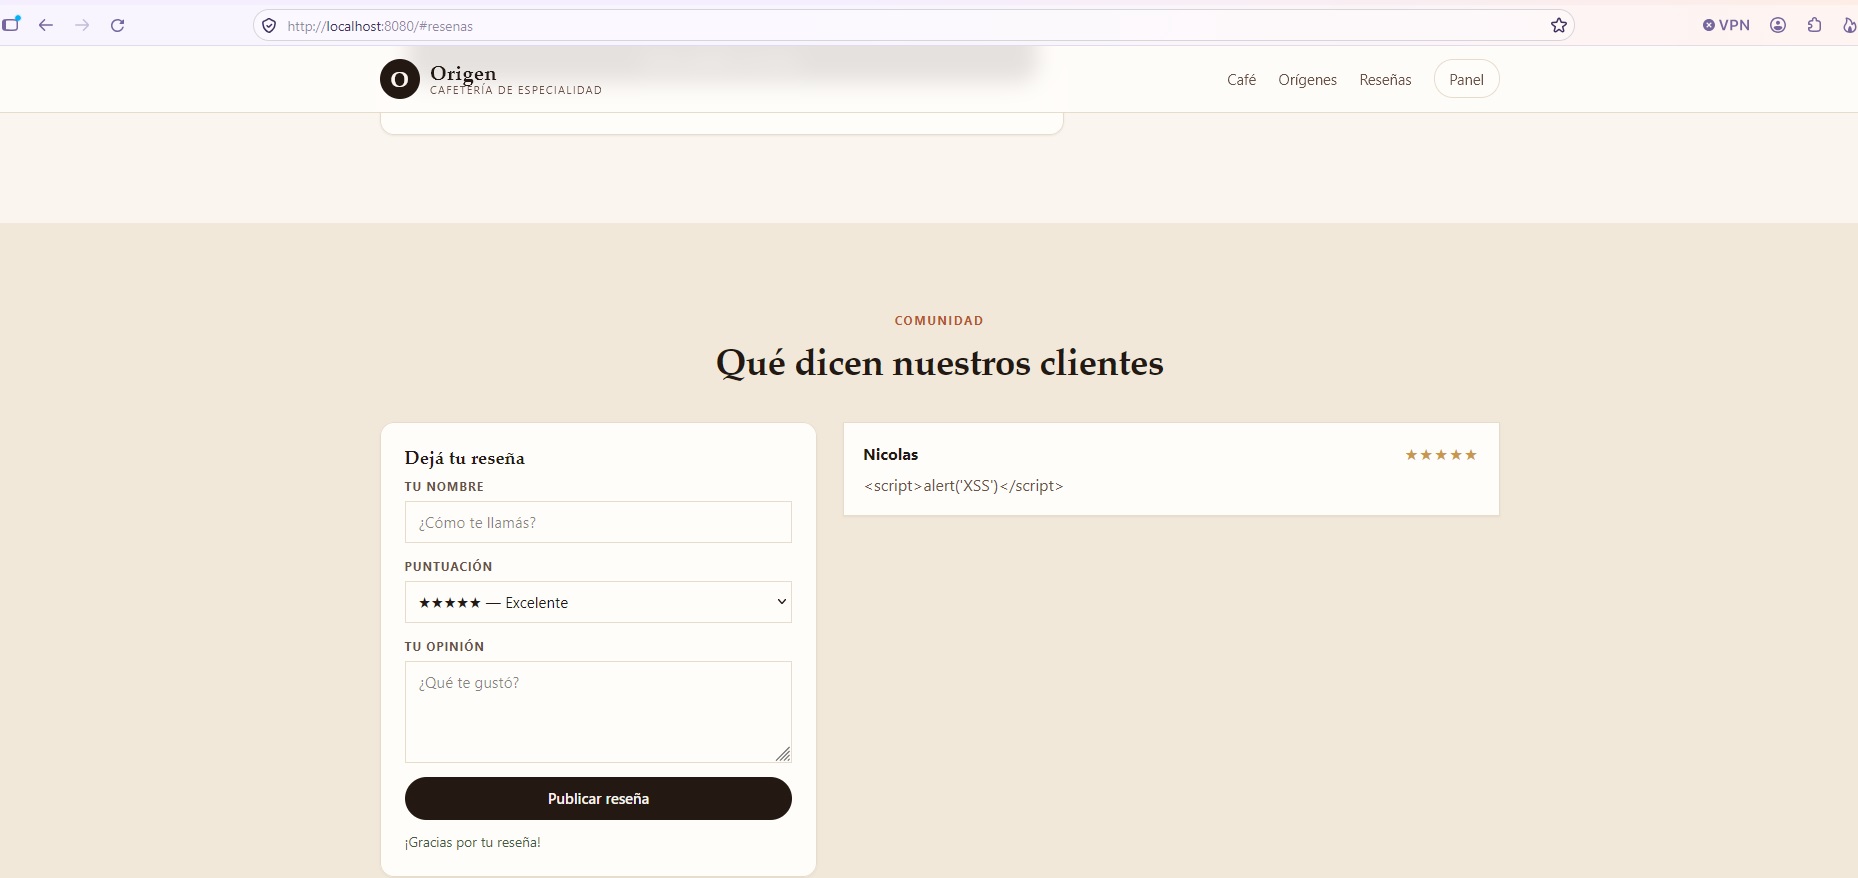 VPN
http://localhost:8080/#resenas
O
Origen
CAFETERÍA DE ESPECIALIDAD
Café
Orígenes
Reseñas
Panel
COMUNIDAD
Qué dicen nuestros clientes
Dejá tu reseña
TU NOMBRE
¿Cómo te llamás?
PUNTUACIÓN
★★★★★ — Excelente
TU OPINIÓN
¿Qué te gustó?
Publicar reseña
¡Gracias por tu reseña!
Nicolas
★★★★★
<script>alert('XSS')</script>